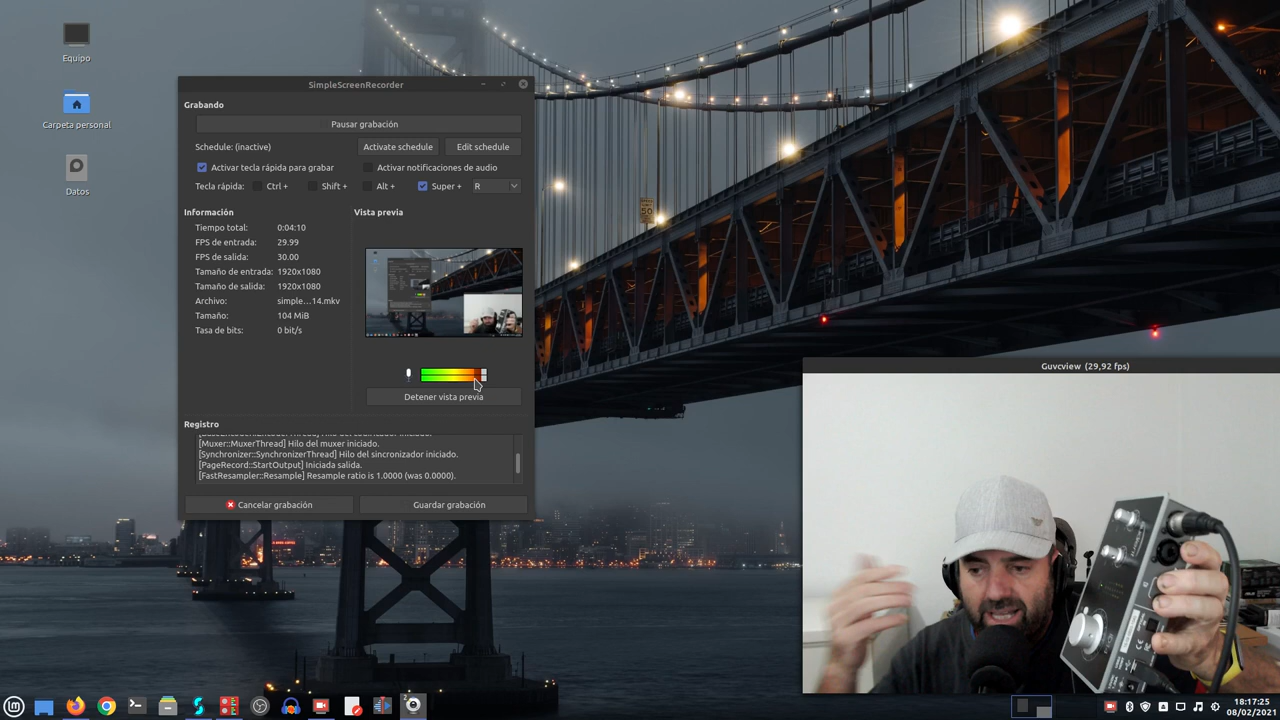 Equipo
Carpeta personal
Datos
SimpleScreenRecorder
Grabando
Pausar grabación
Schedule: (inactive)
Activate schedule
Edit schedule
Activar tecla rápida para grabar
Activar notificaciones de audio
Tecla rápida:
Ctrl +
Shift +
Alt +
Super +
R
Información
Tiempo total: 0:04:10
FPS de entrada: 29.99
FPS de salida: 30.00
Tamaño de entrada: 1920x1080
Tamaño de salida: 1920x1080
Archivo: simple…14.mkv
Tamaño: 104 MiB
Tasa de bits: 0 bit/s
Vista previa
Detener vista previa
Registro
[Muxer::MuxerThread] Hilo del muxer iniciado.
[Synchronizer::SynchronizerThread] Hilo del sincronizador iniciado.
[PageRecord::StartOutput] Iniciada salida.
[FastResampler::Resample] Resample ratio is 1.0000 (was 0.0000).
Cancelar grabación
Guardar grabación
Guvcview (29,92 fps)
18:17:25
08/02/2021